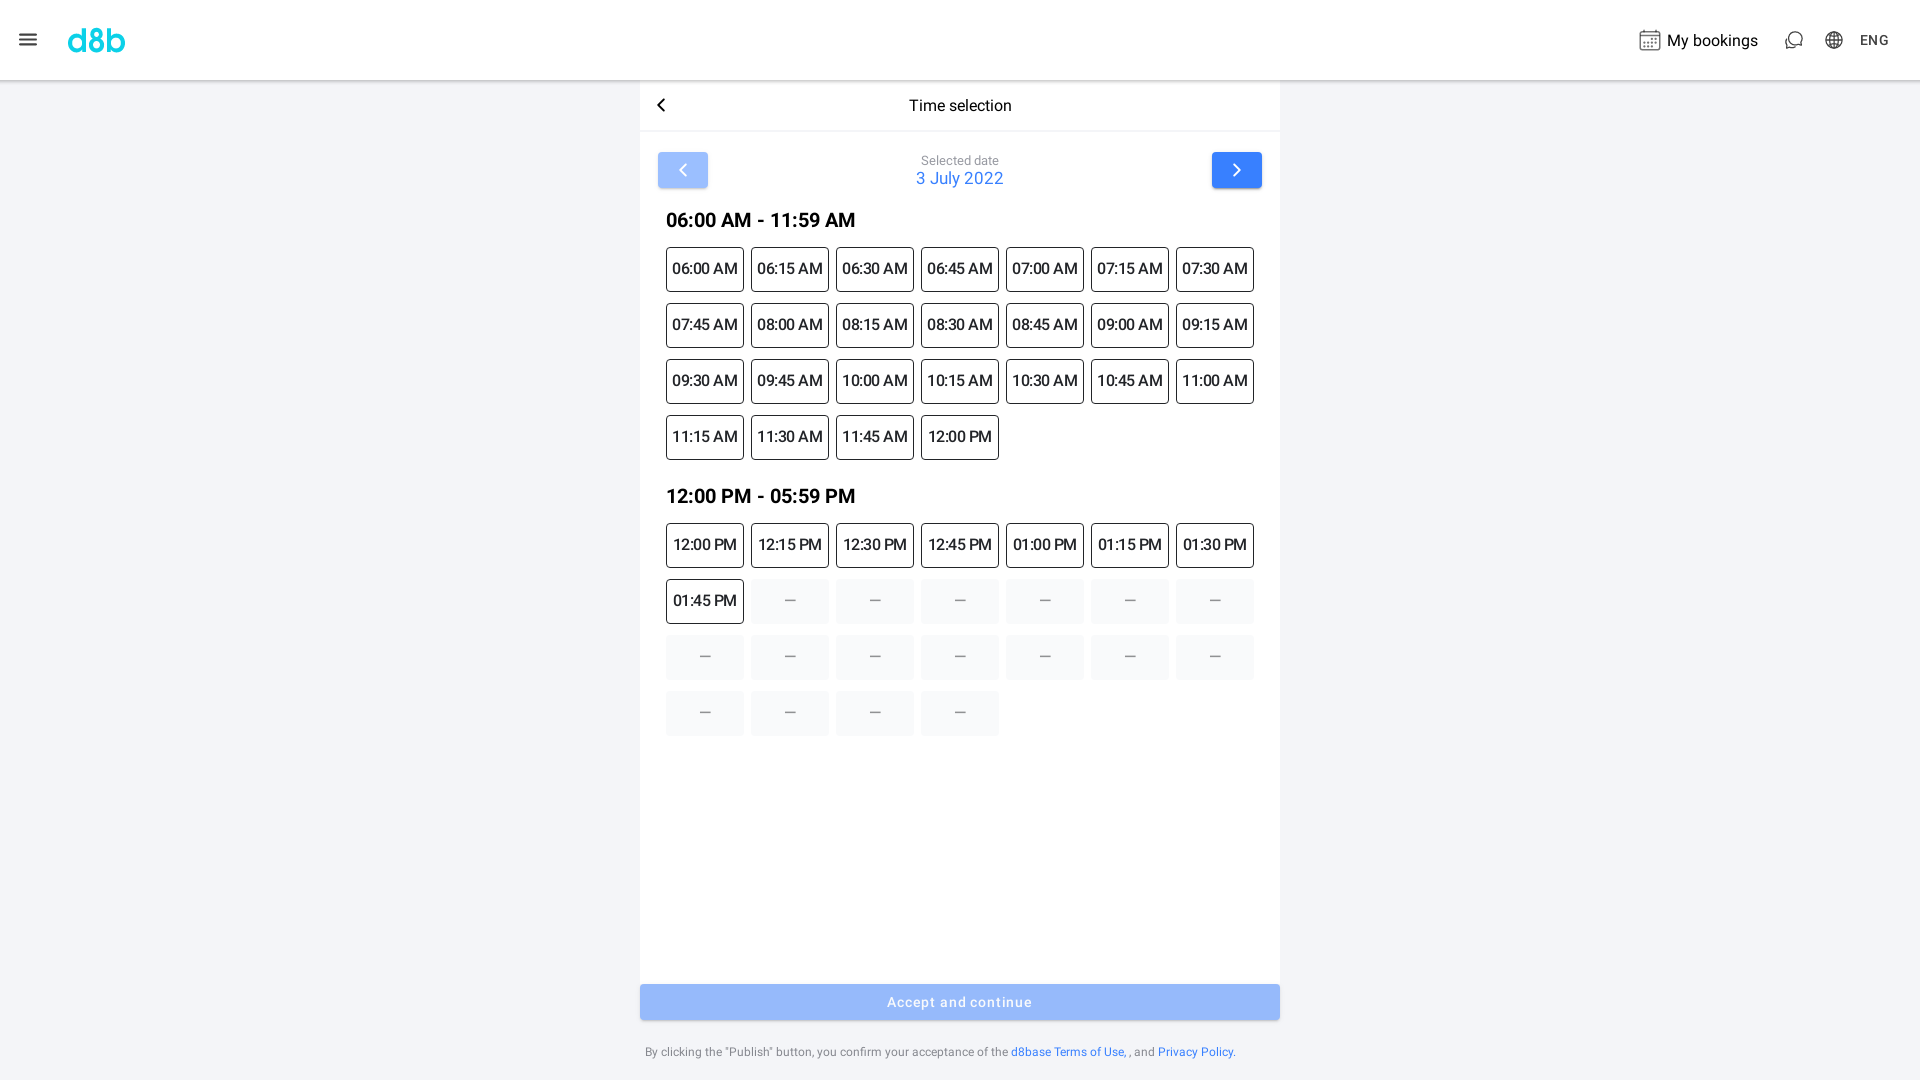 d8b
My bookings
ENG
Time selection
Selected date
3 July 2022
06:00 AM - 11:59 AM
06:00 AM 06:15 AM 06:30 AM 06:45 AM 07:00 AM 07:15 AM 07:30 AM
07:45 AM 08:00 AM 08:15 AM 08:30 AM 08:45 AM 09:00 AM 09:15 AM
09:30 AM 09:45 AM 10:00 AM 10:15 AM 10:30 AM 10:45 AM 11:00 AM
11:15 AM 11:30 AM 11:45 AM 12:00 PM
12:00 PM - 05:59 PM
12:00 PM 12:15 PM 12:30 PM 12:45 PM 01:00 PM 01:15 PM 01:30 PM
01:45 PM — — — — — —
— — — — — — —
— — — —
Accept and continue
By clicking the "Publish" button, you confirm your acceptance of the d8base Terms of Use, , and Privacy Policy.